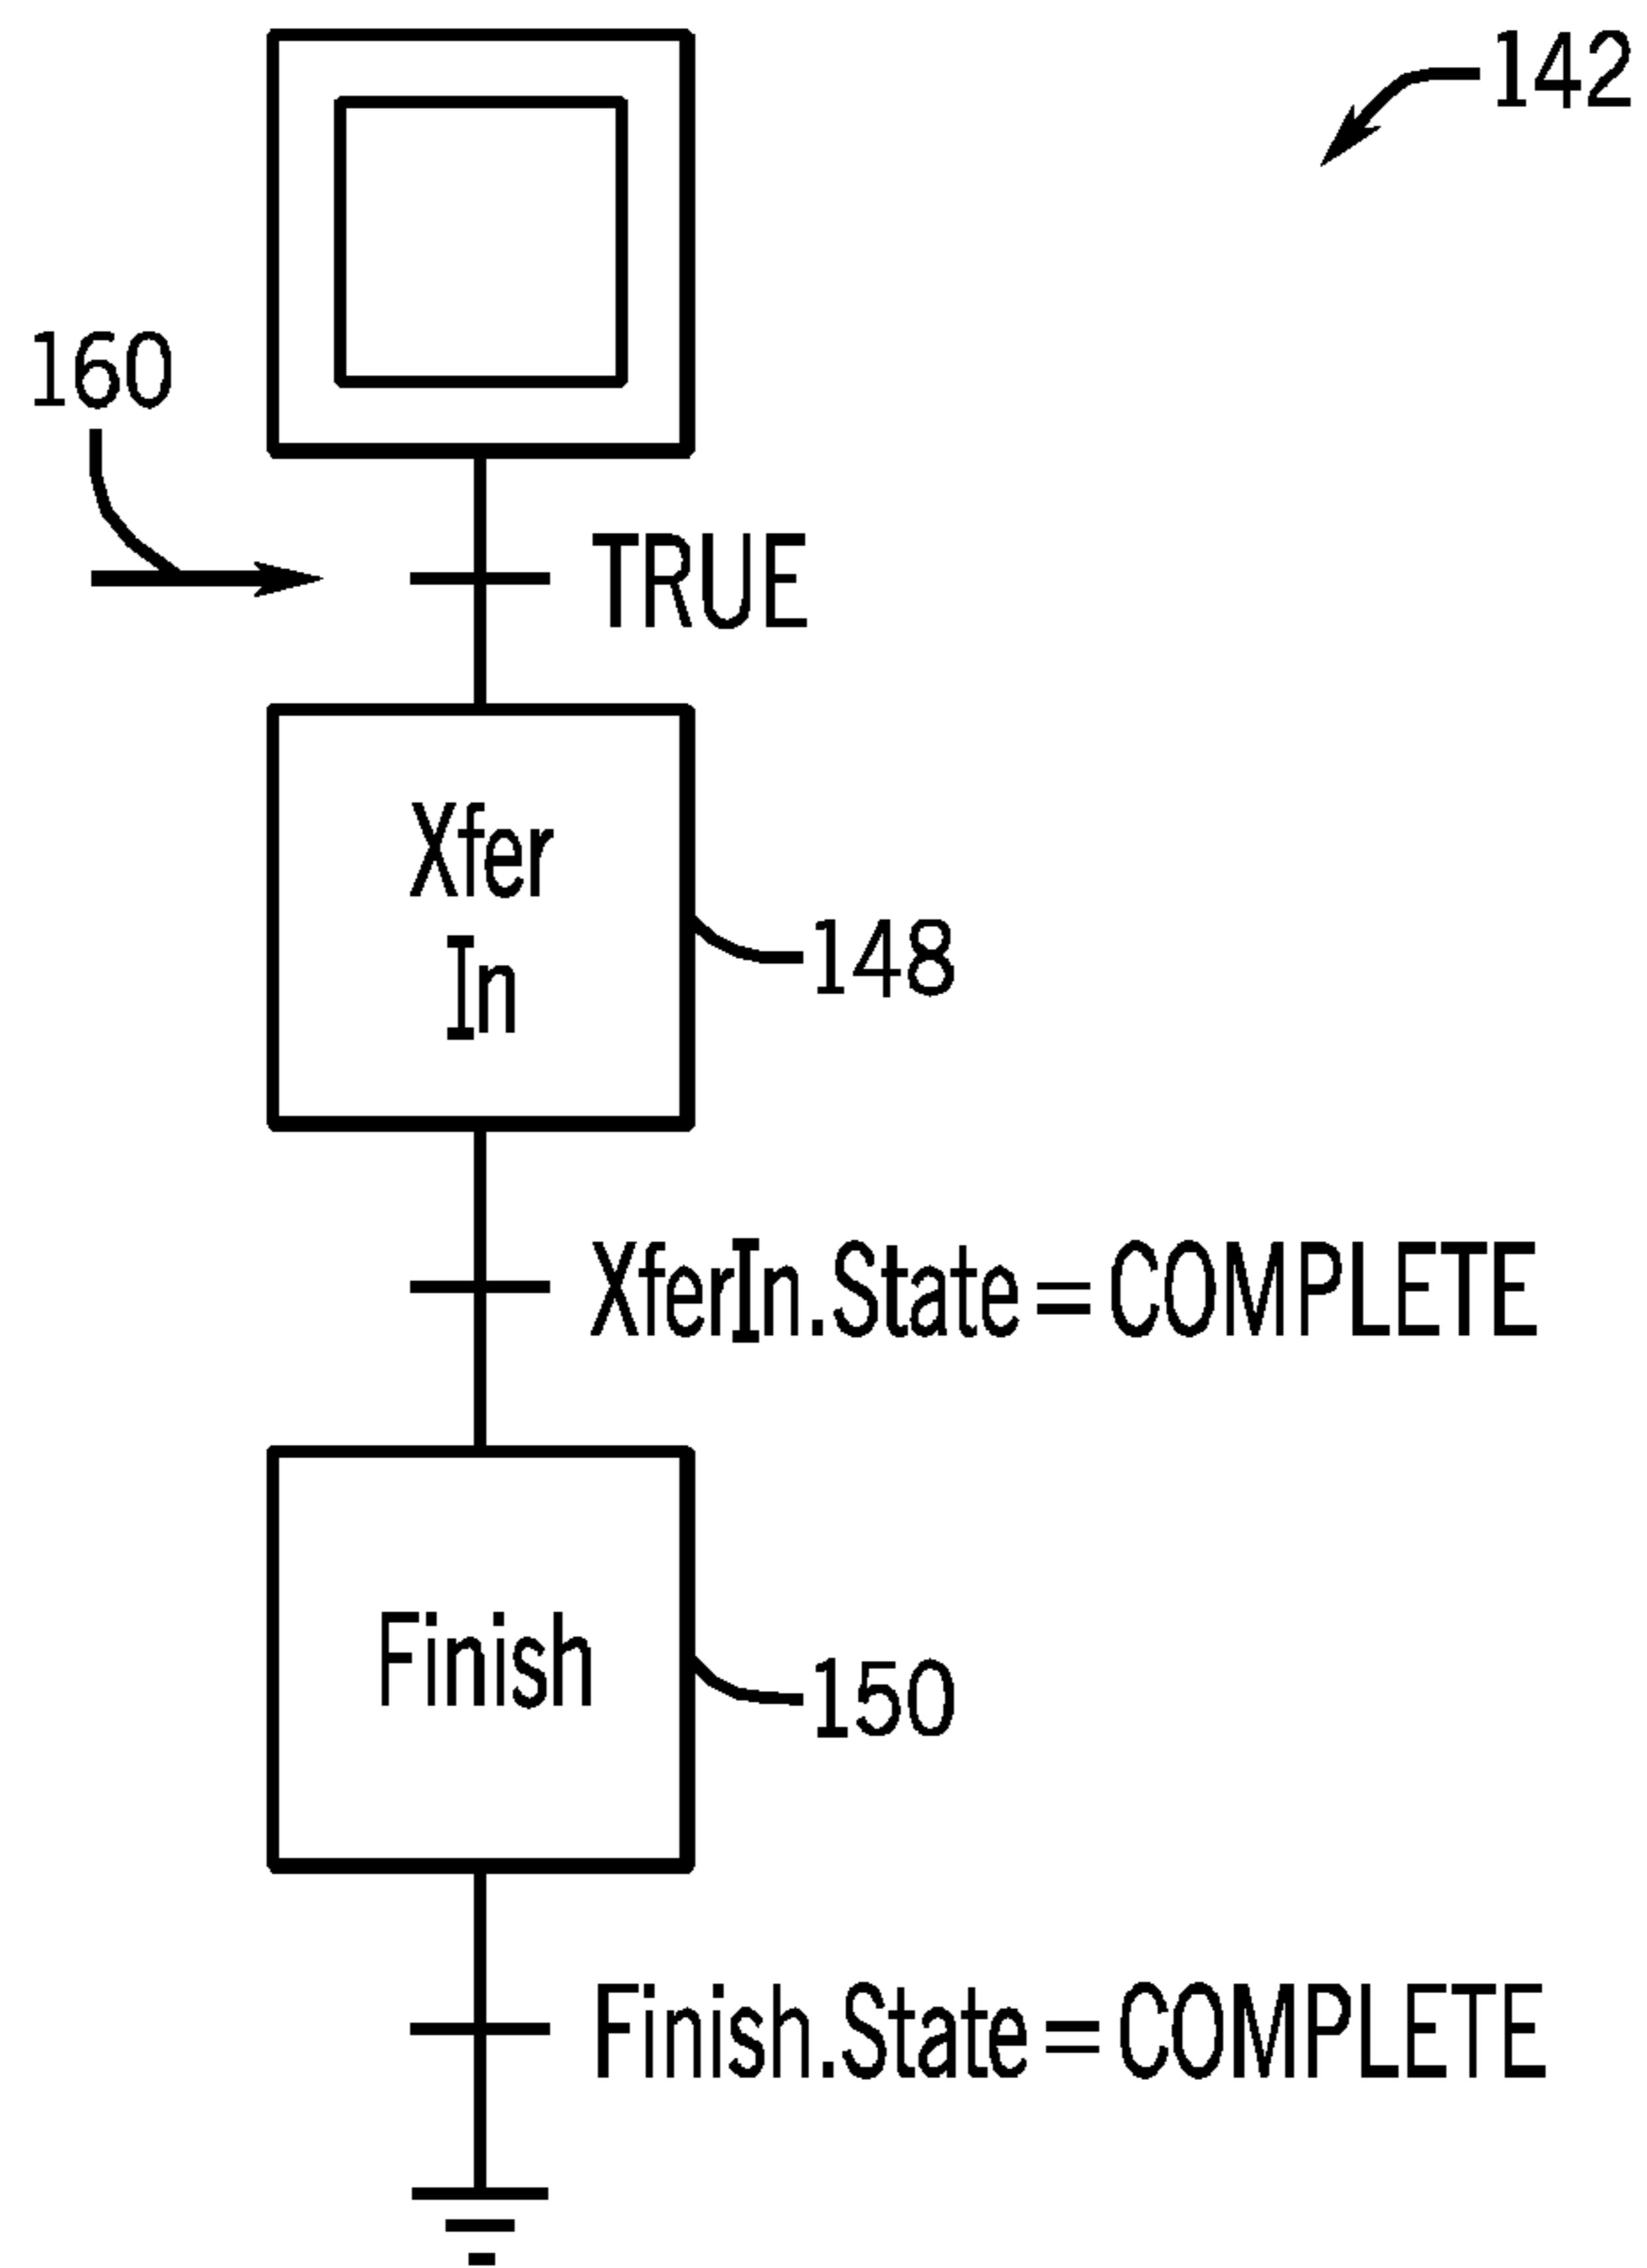 142
160
TRUE
Xfer
In
148
XferIn.State = COMPLETE
Finish
150
Finish.State = COMPLETE